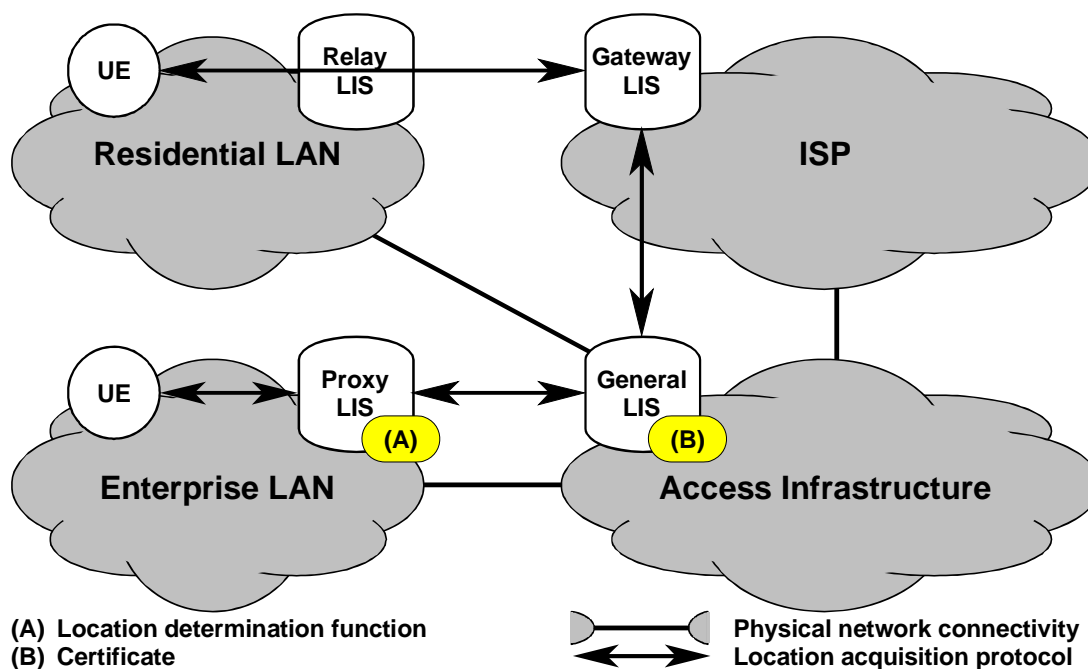 UE
Relay
LIS
Gateway
LIS
Residential LAN
ISP
UE
Proxy
LIS
(A)
General
LIS
(B)
Enterprise LAN
Access Infrastructure
(A) Location determination function
(B) Certificate
Physical network connectivity
Location acquisition protocol